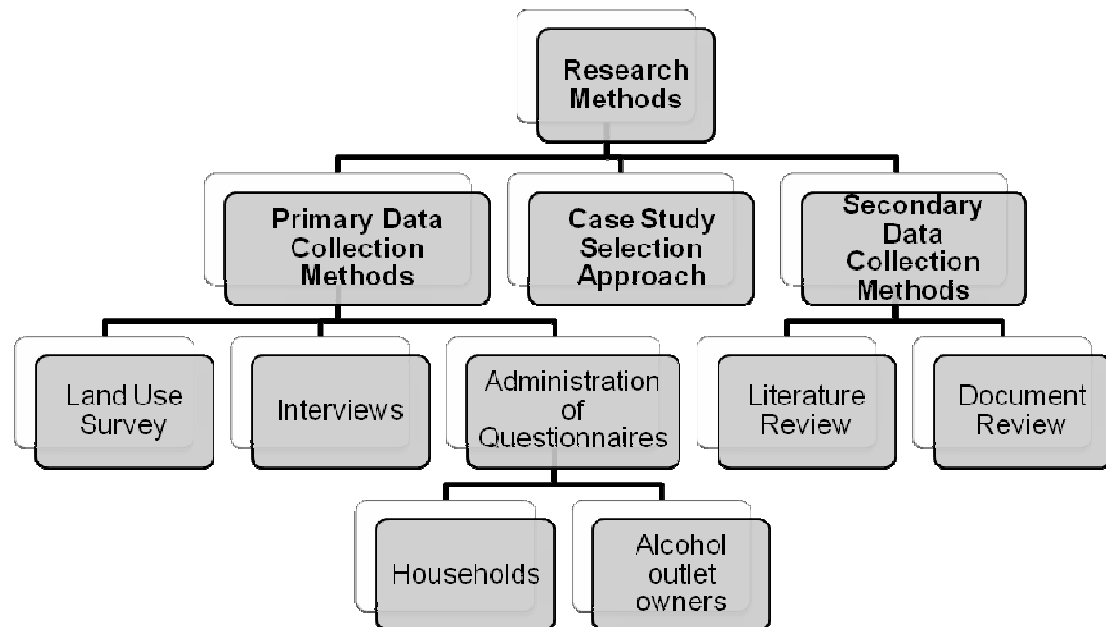 Research
Methods
Primary Data
Collection
Methods
Case Study
Selection
Approach
Secondary
Data
Collection
Methods
Land Use
Survey
Interviews
Administration
of
Questionnaires
Literature
Review
Document
Review
Households
Alcohol
outlet
owners